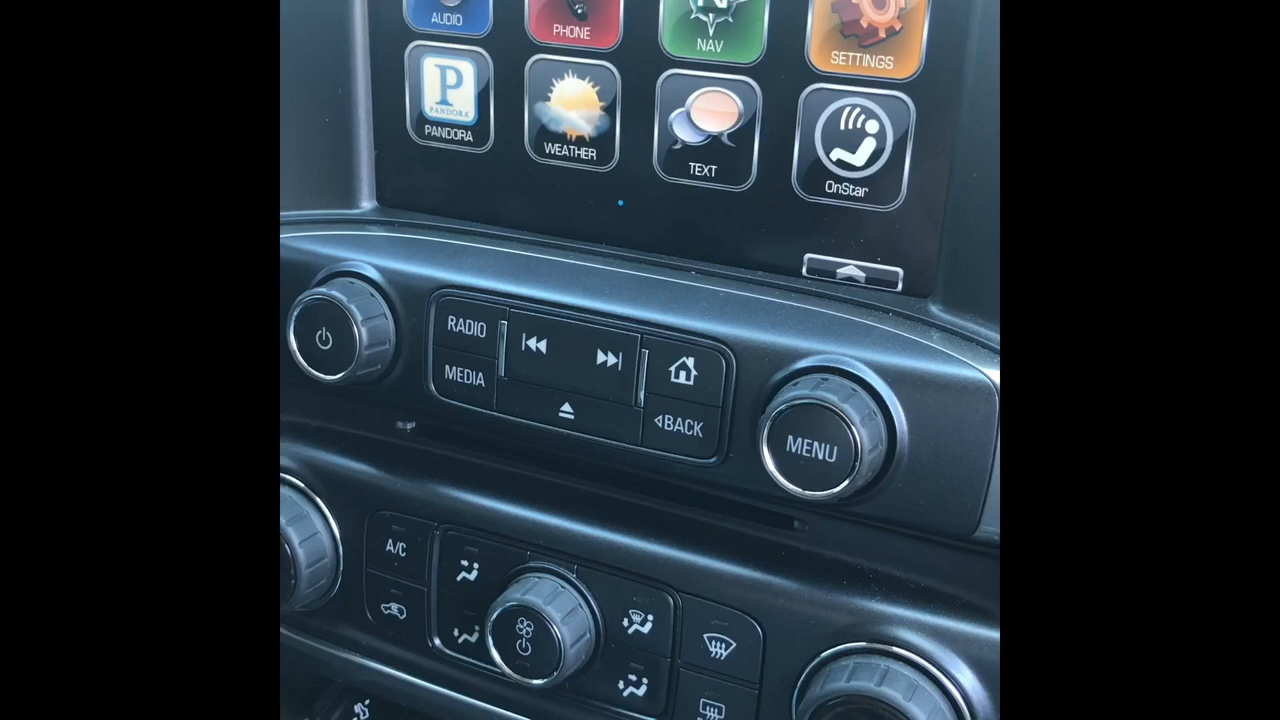 AUDIO
PHONE
NAV
SETTINGS
P
PANDORA
PANDORA
WEATHER
TEXT
OnStar
RADIO
MEDIA
BACK
MENU
A/C